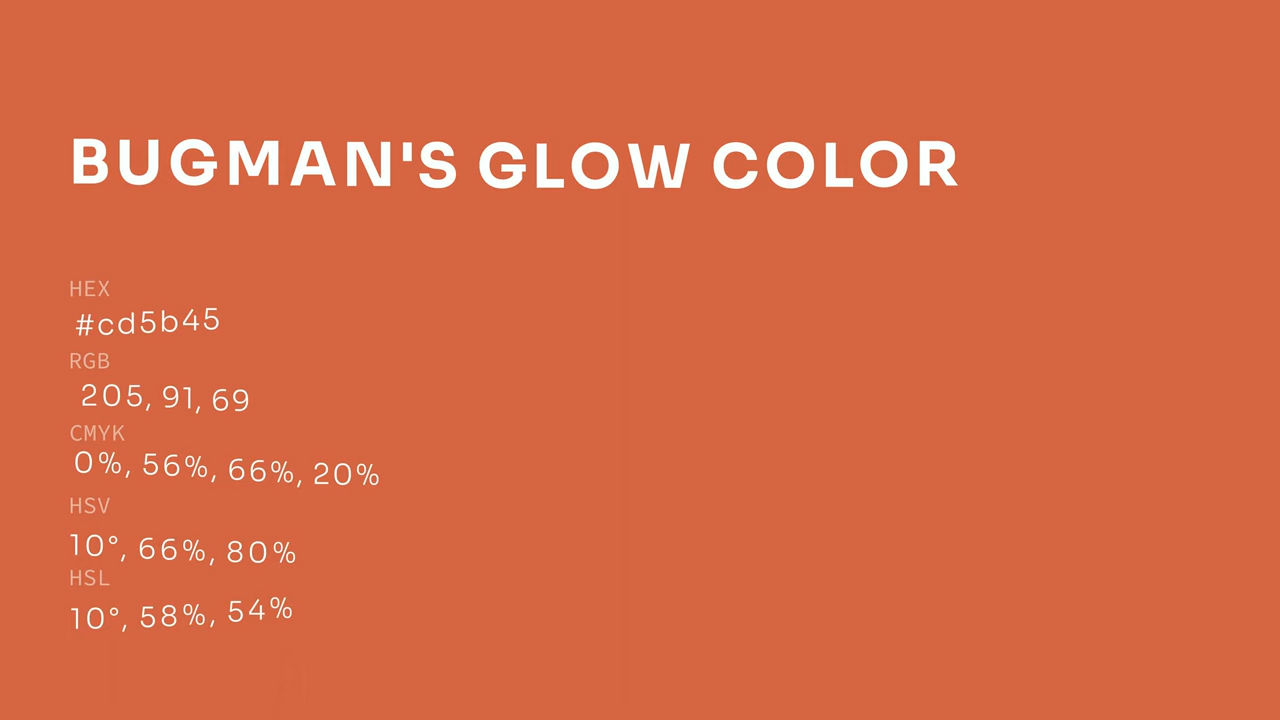 BUGMAN'S GLOW COLOR
HEX
#cd5b45
RGB
205, 91, 69
CMYK
0%, 56%, 66%, 20%
HSV
10°, 66%, 80%
HSL
10°, 58%, 54%